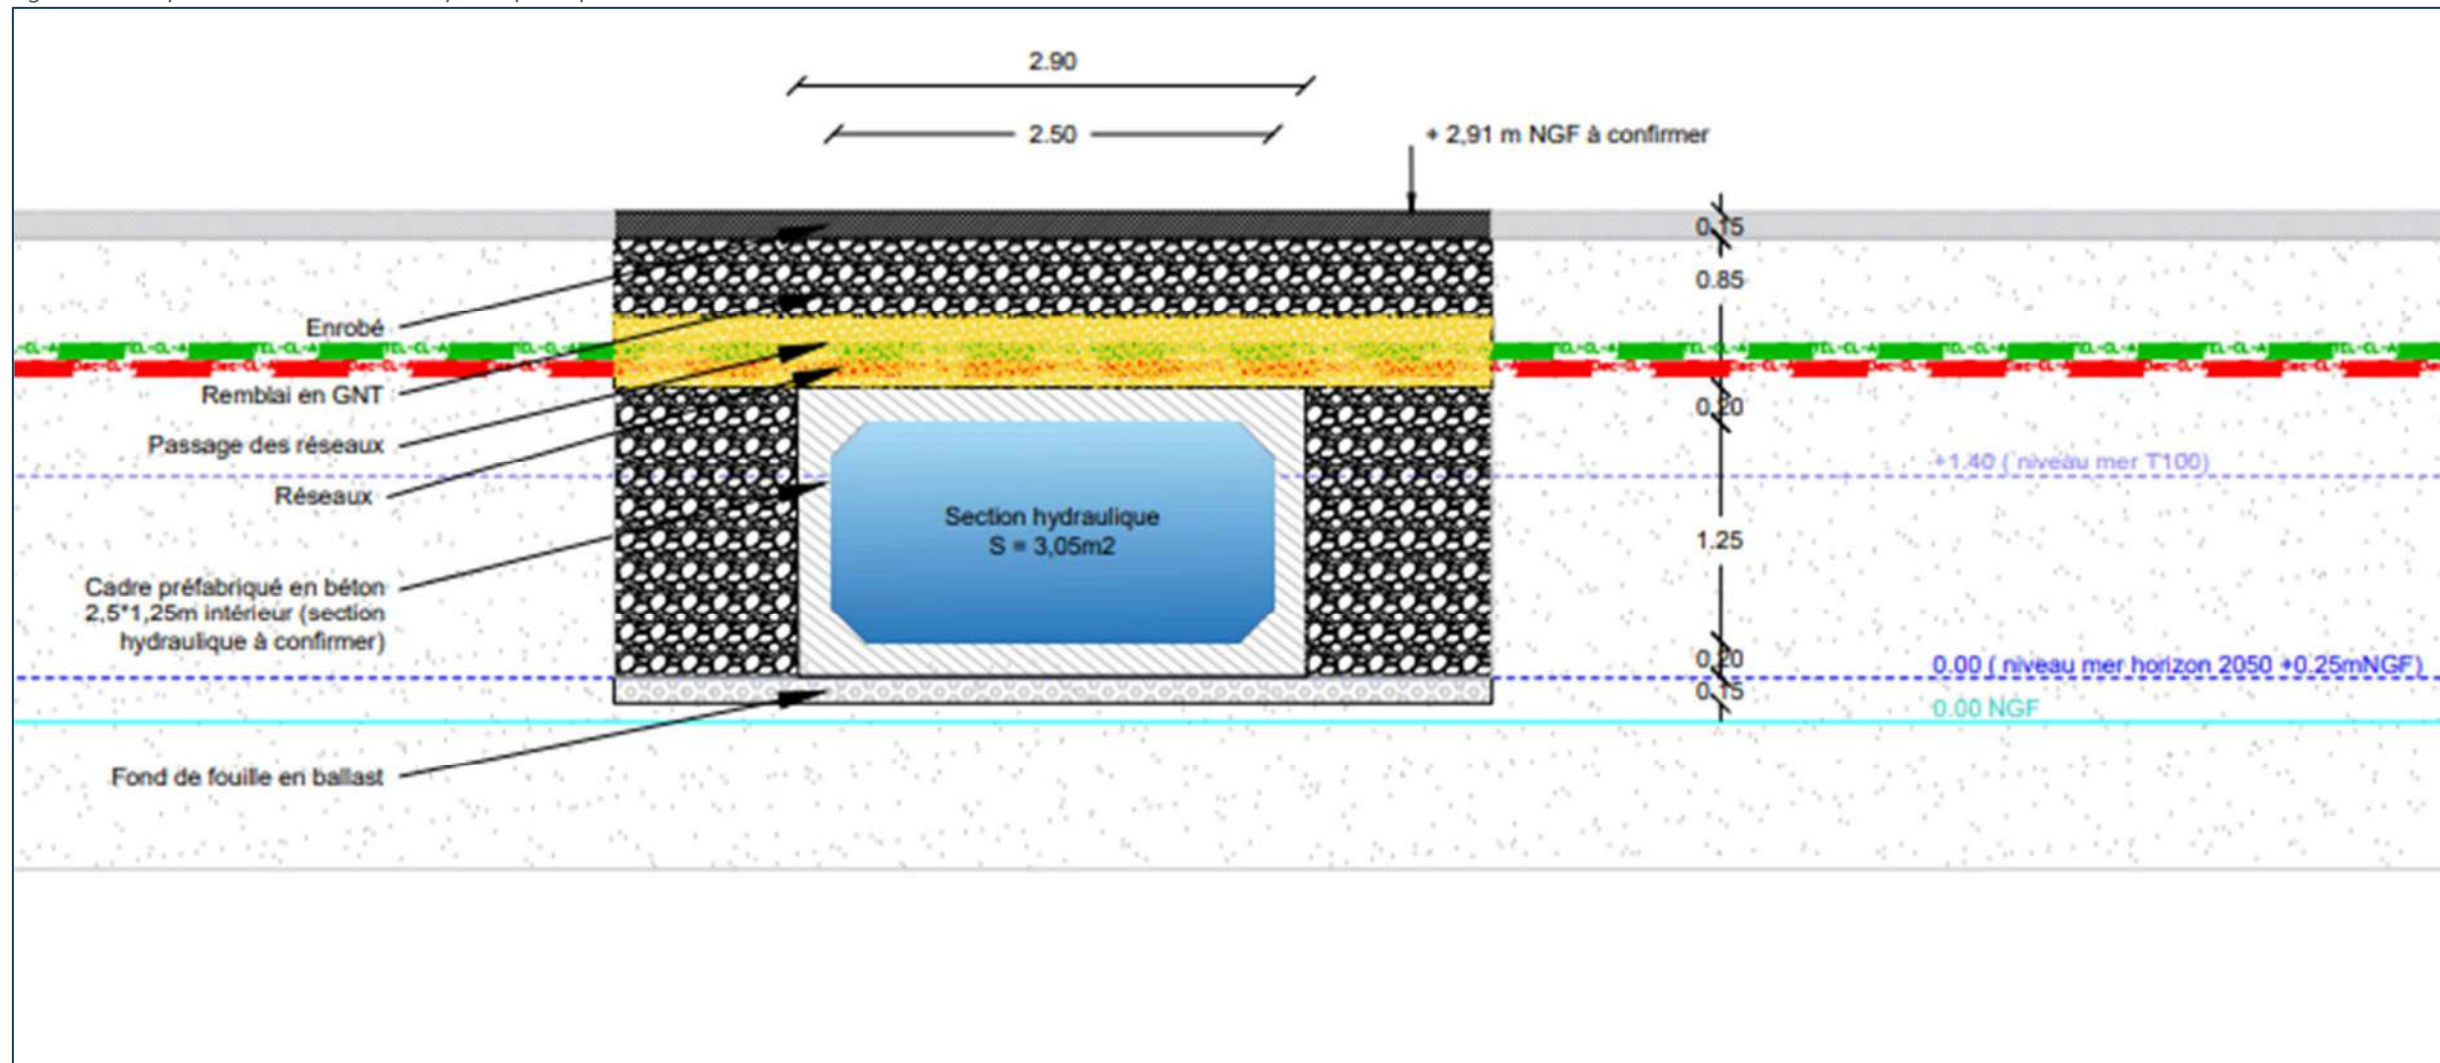 2.90
2.50
+ 2,91 m NGF à confirmer
0.15
0.85
Enrobé
Remblai en GNT
0.20
Passage des réseaux
+1.40 ( niveau mer T100)
Réseaux
Section hydraulique
S = 3,05m2
1.25
Cadre préfabriqué en béton
2,5*1,25m intérieur (section
hydraulique à confirmer)
0.20
0.00 ( niveau mer horizon 2050 +0.25mNGF)
0.15
0.00 NGF
Fond de fouille en ballast